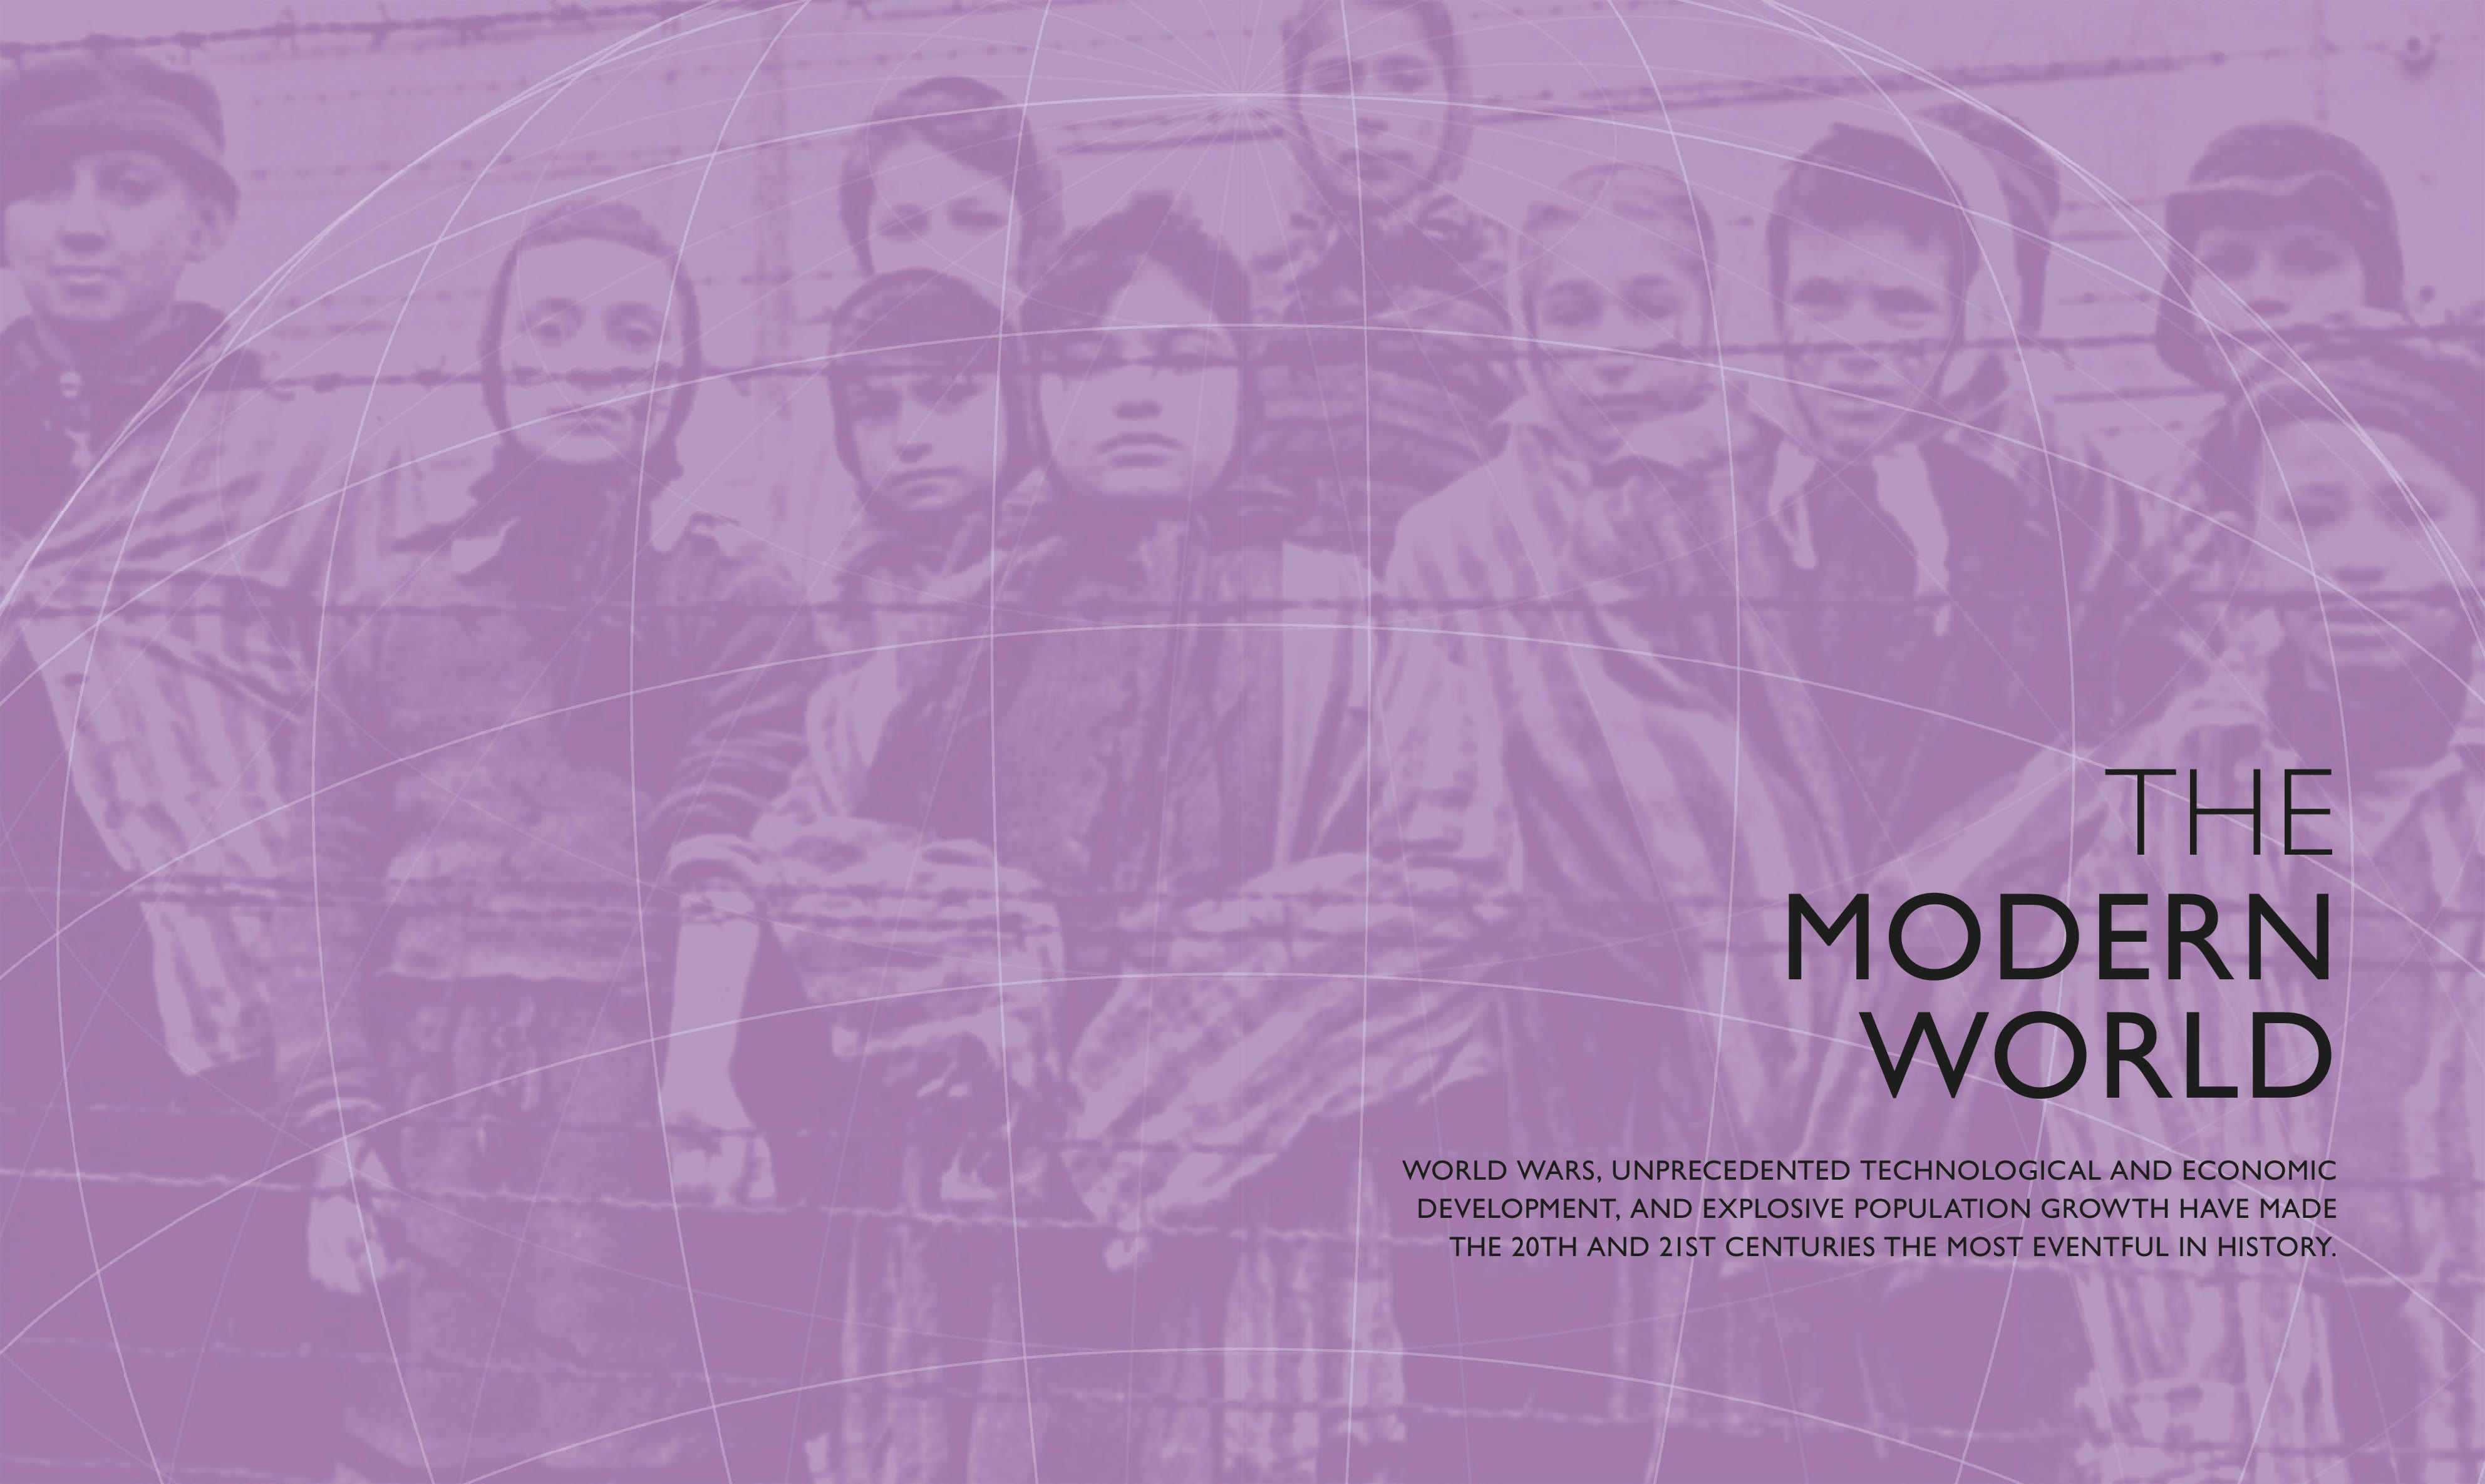 THE
MODERN
WORLD
WORLD WARS, UNPRECEDENTED TECHNOLOGICAL AND ECONOMIC
DEVELOPMENT, AND EXPLOSIVE POPULATION GROWTH HAVE MADE
THE 20TH AND 21ST CENTURIES THE MOST EVENTFUL IN HISTORY.